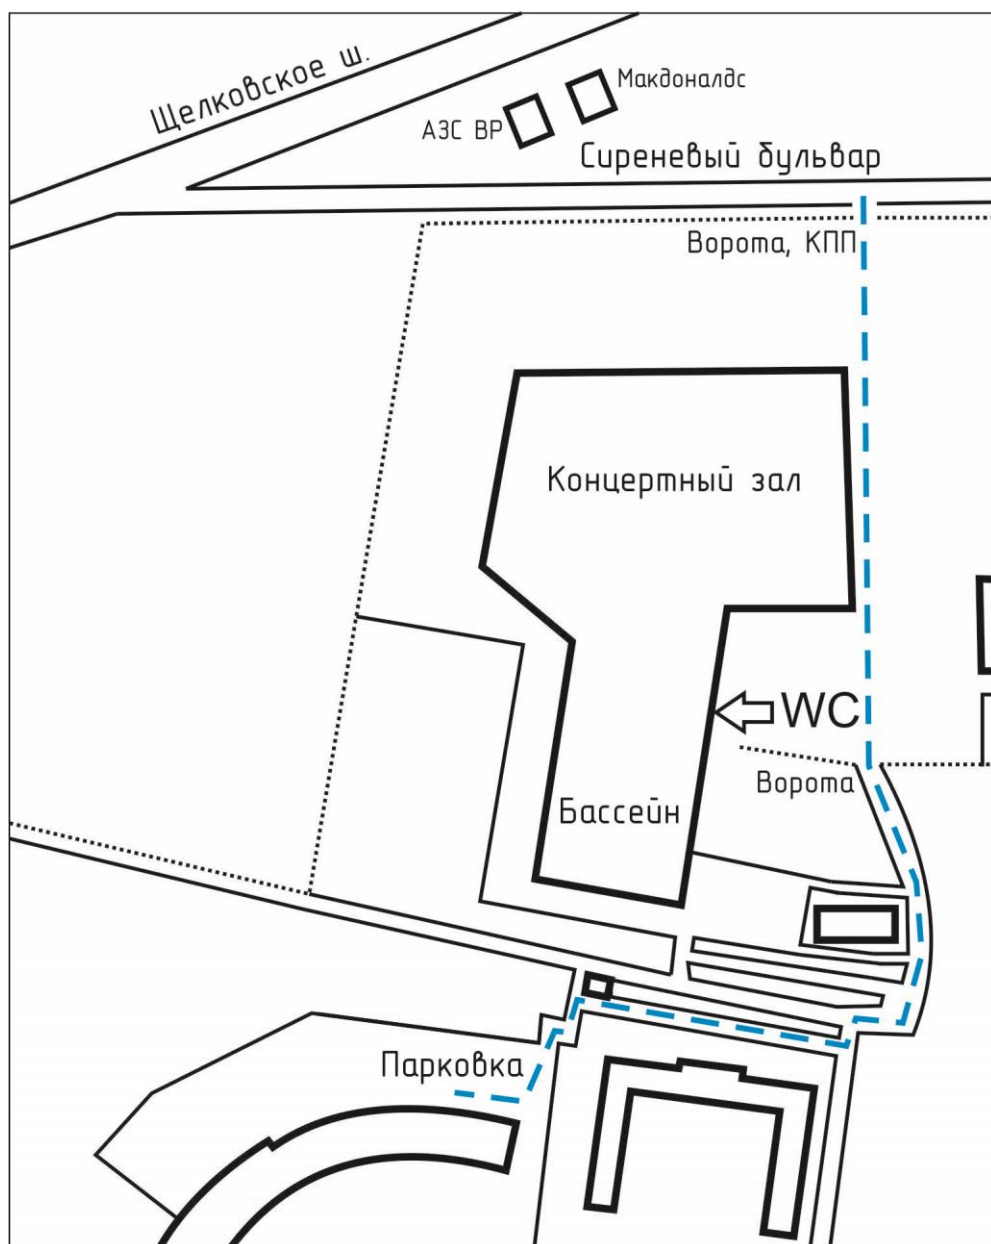 Щелковское ш.
Макдоналдс
АЗС BP
Сиреневый бульвар
Ворота, КПП
Концертный зал
WC
Ворота
Бассейн
Парковка